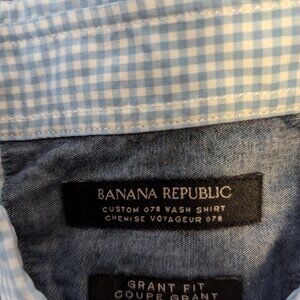 BANANA REPUBLIC
CUSTOM 078 WASH SHIRT
CHEMISE VOYAGEUR 078
GRANT FIT
COUPE GRANT